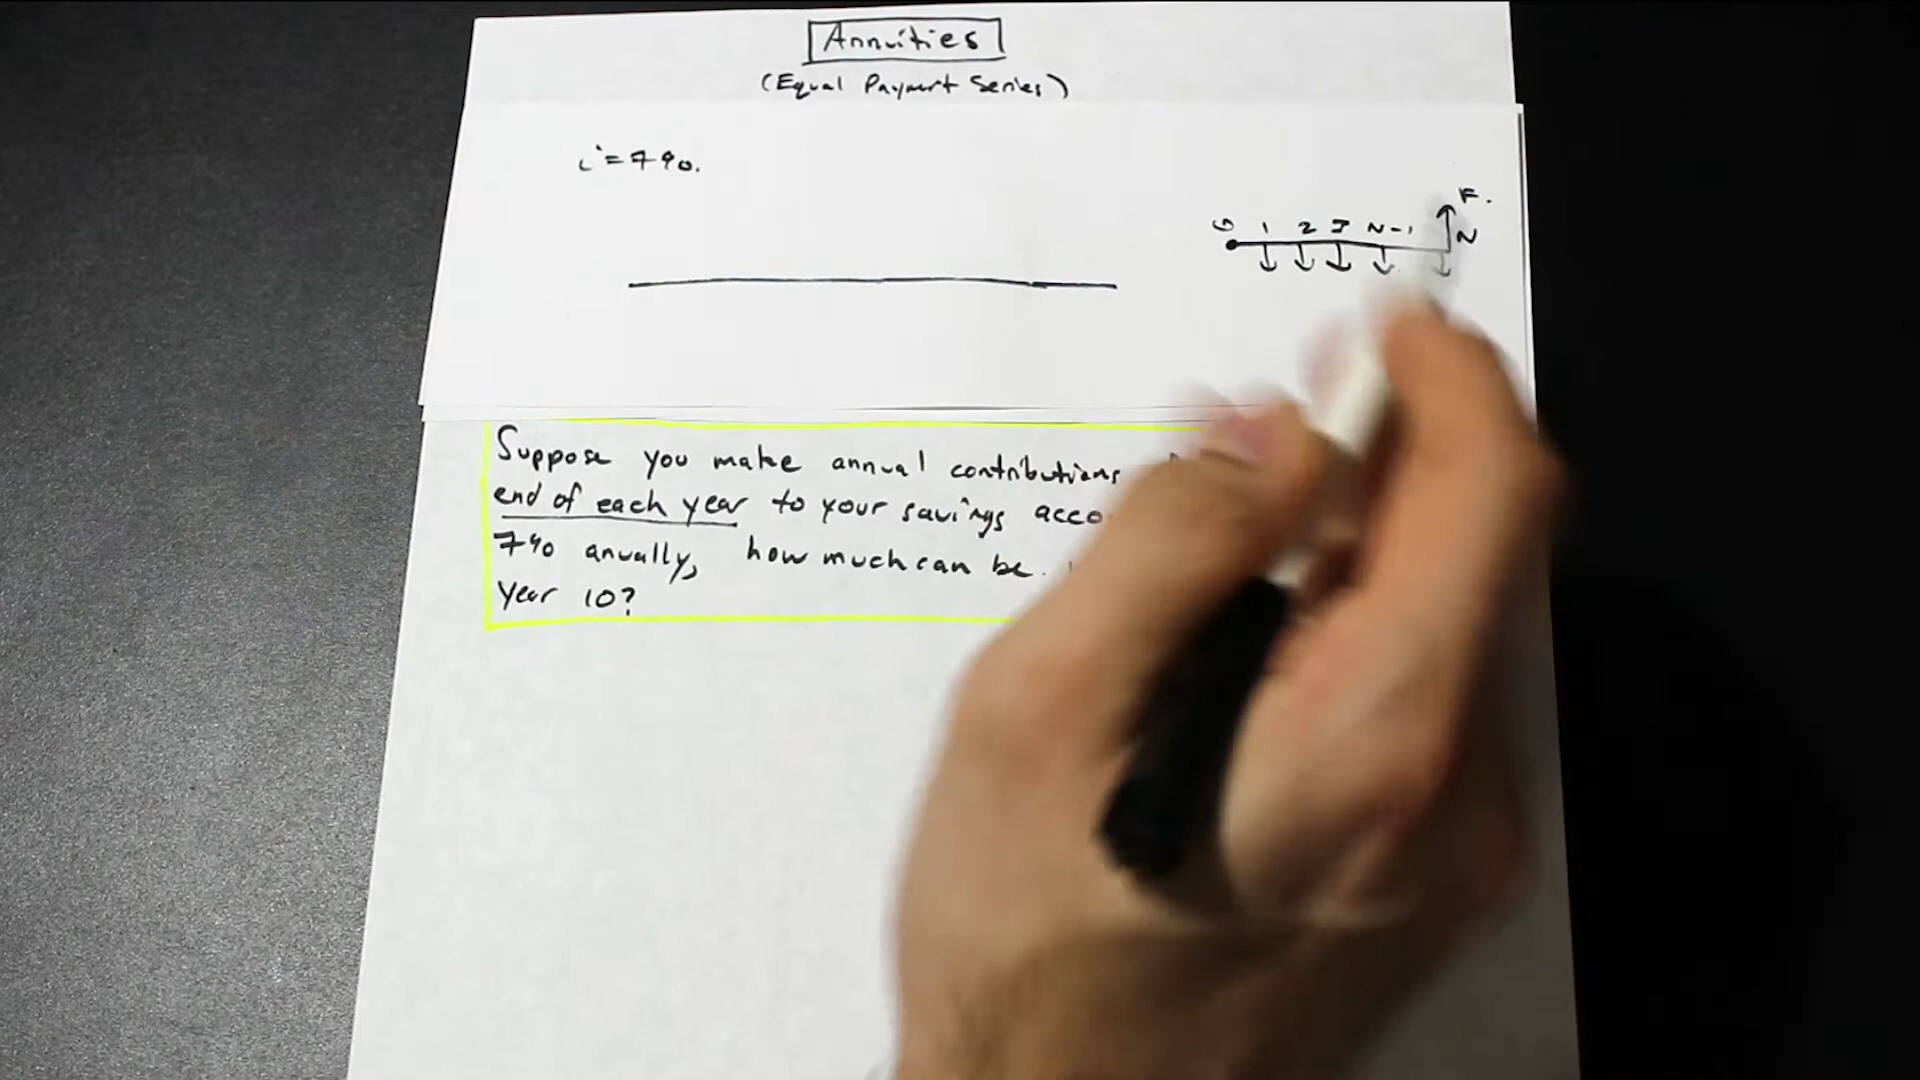 Annuities
(Equal Payment Series)
i=7%.
F.
0 1 2 3 N-1 N
Suppose you make annual contributions
end of each year to your savings
7% anually, how much can be
Year 10?